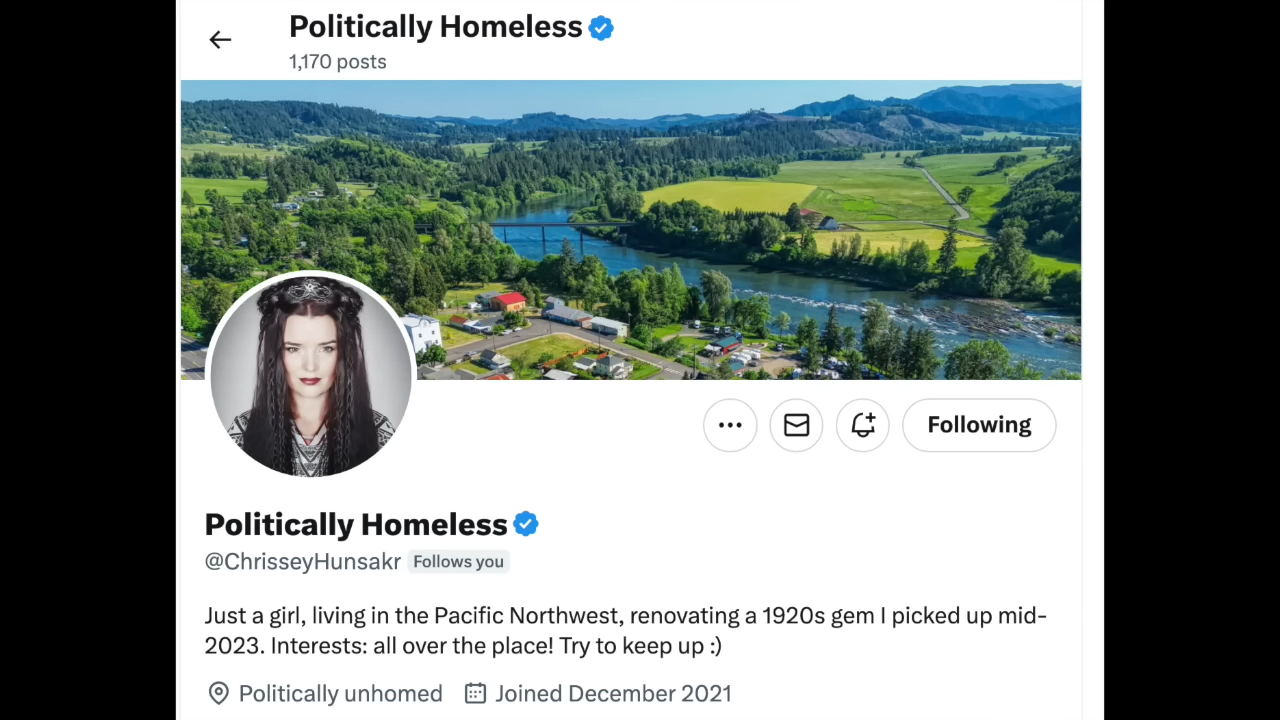 Politically Homeless
1,170 posts
Following
Politically Homeless
@ChrisseyHunsakr Follows you
Just a girl, living in the Pacific Northwest, renovating a 1920s gem I picked up mid-
2023. Interests: all over the place! Try to keep up :)
Politically unhomed Joined December 2021